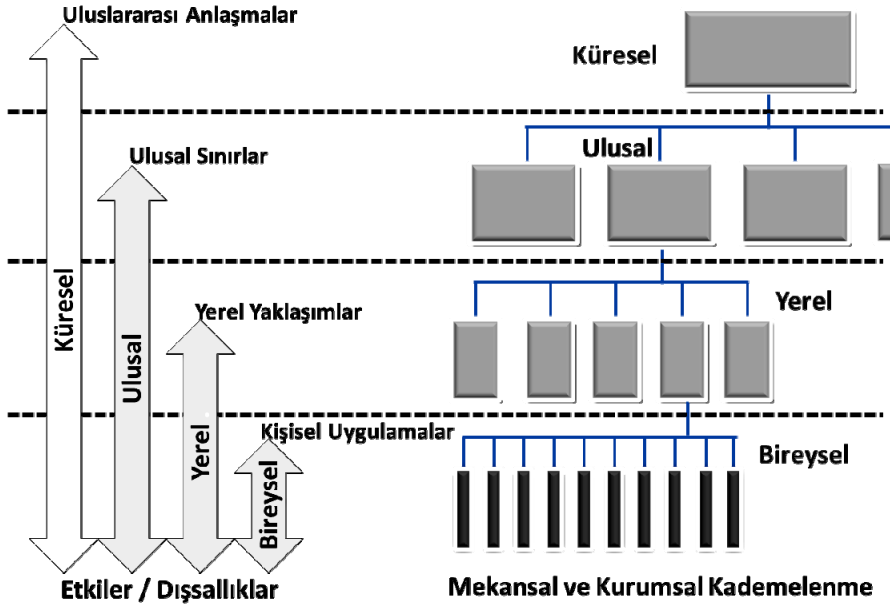 Uluslararası Anlaşmalar
Küresel
Ulusal
Ulusal Sınırlar
Küresel
Ulusal
Yerel Yaklaşımlar
Yerel
Yerel
Kişisel Uygulamalar
Bireysel
Bireysel
Etkiler / Dışsallıklar
Mekansal ve Kurumsal Kademelenme